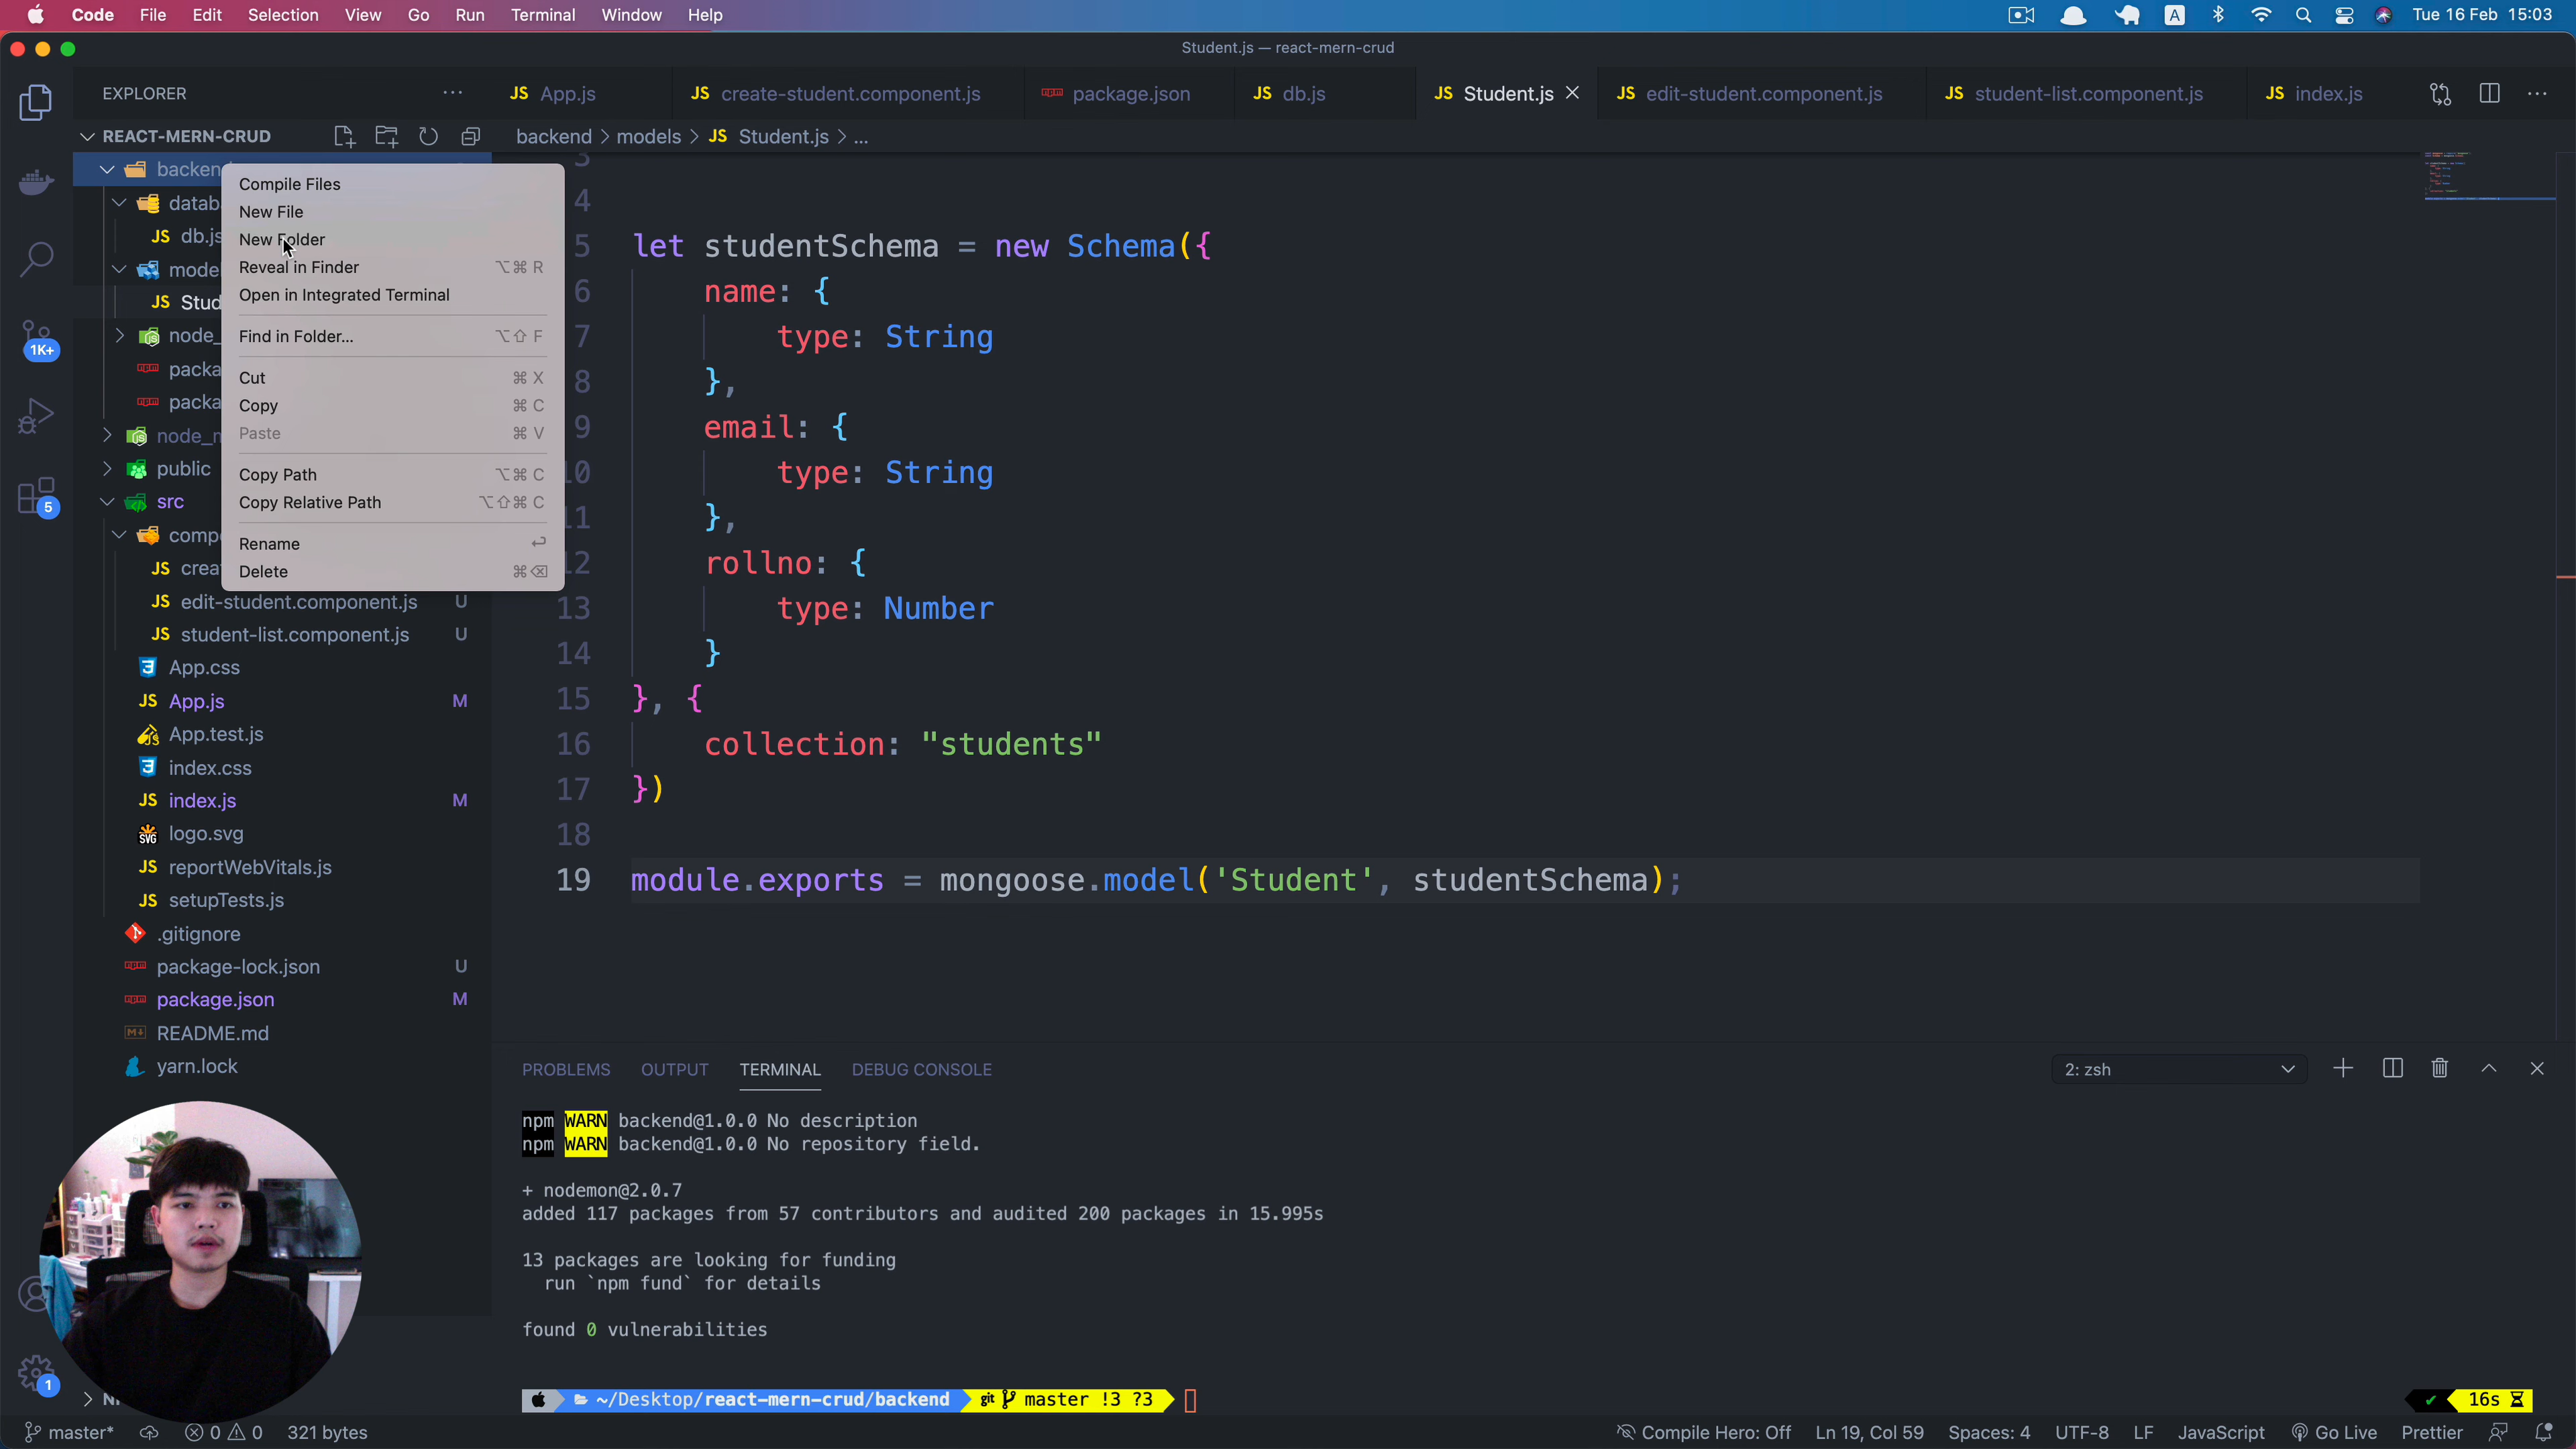 Code File Edit Selection View Go Run Terminal Window Help
A
Tue 16 Feb 15:03
Student.js — react-mern-crud
EXPLORER
REACT-MERN-CRUD
JS App.js
JS create-student.component.js
package.json
JS db.js
JS Student.js
JS edit-student.component.js
JS student-list.component.js
JS index.js
backend > models > JS Student.js > ...
backen
datab
JS db.js
model
JS Stud
node_
packa
packa
node_m
public
src
comp
JS crea
JS edit-student.component.js U
JS student-list.component.js U
App.css
JS App.js M
App.test.js
index.css
JS index.js M
SVG logo.svg
JS reportWebVitals.js
JS setupTests.js
.gitignore
package-lock.json U
package.json M
README.md
yarn.lock
1K+
5
1
Compile Files
New File
New Folder
Reveal in Finder ⌥⌘ R
Open in Integrated Terminal
Find in Folder... ⌥⇧ F
Cut ⌘ X
Copy ⌘ C
Paste ⌘ V
Copy Path ⌥⌘ C
Copy Relative Path ⌥⇧⌘ C
Rename ↩
Delete ⌘⌫
3
4
5 let studentSchema = new Schema({
6 name: {
7 type: String
8 },
9 email: {
10 type: String
11 },
12 rollno: {
13 type: Number
14 }
15 }, {
16 collection: "students"
17 })
18
19 module.exports = mongoose.model('Student', studentSchema);
PROBLEMS OUTPUT TERMINAL DEBUG CONSOLE
2: zsh
npm WARN backend@1.0.0 No description
npm WARN backend@1.0.0 No repository field.
+ nodemon@2.0.7
added 117 packages from 57 contributors and audited 200 packages in 15.995s
13 packages are looking for funding
run `npm fund` for details
found 0 vulnerabilities
~/Desktop/react-mern-crud/backend git master !3 ?3
✔ 16s
master* 0 0 321 bytes
Compile Hero: Off Ln 19, Col 59 Spaces: 4 UTF-8 LF JavaScript Go Live Prettier